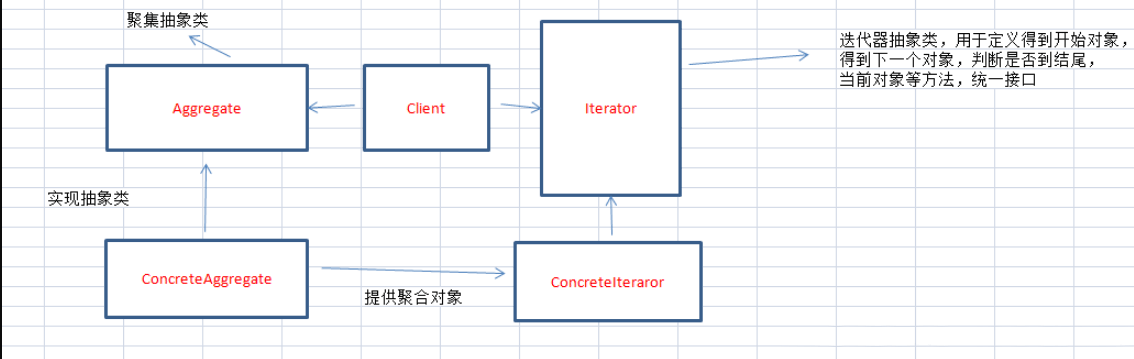 聚集抽象类
迭代器抽象类，用于定义得到开始对象，
得到下一个对象，判断是否到结尾，
当前对象等方法，统一接口
Aggregate
Client
Iterator
实现抽象类
ConcreteAggregate
ConcreteIteraror
提供聚合对象